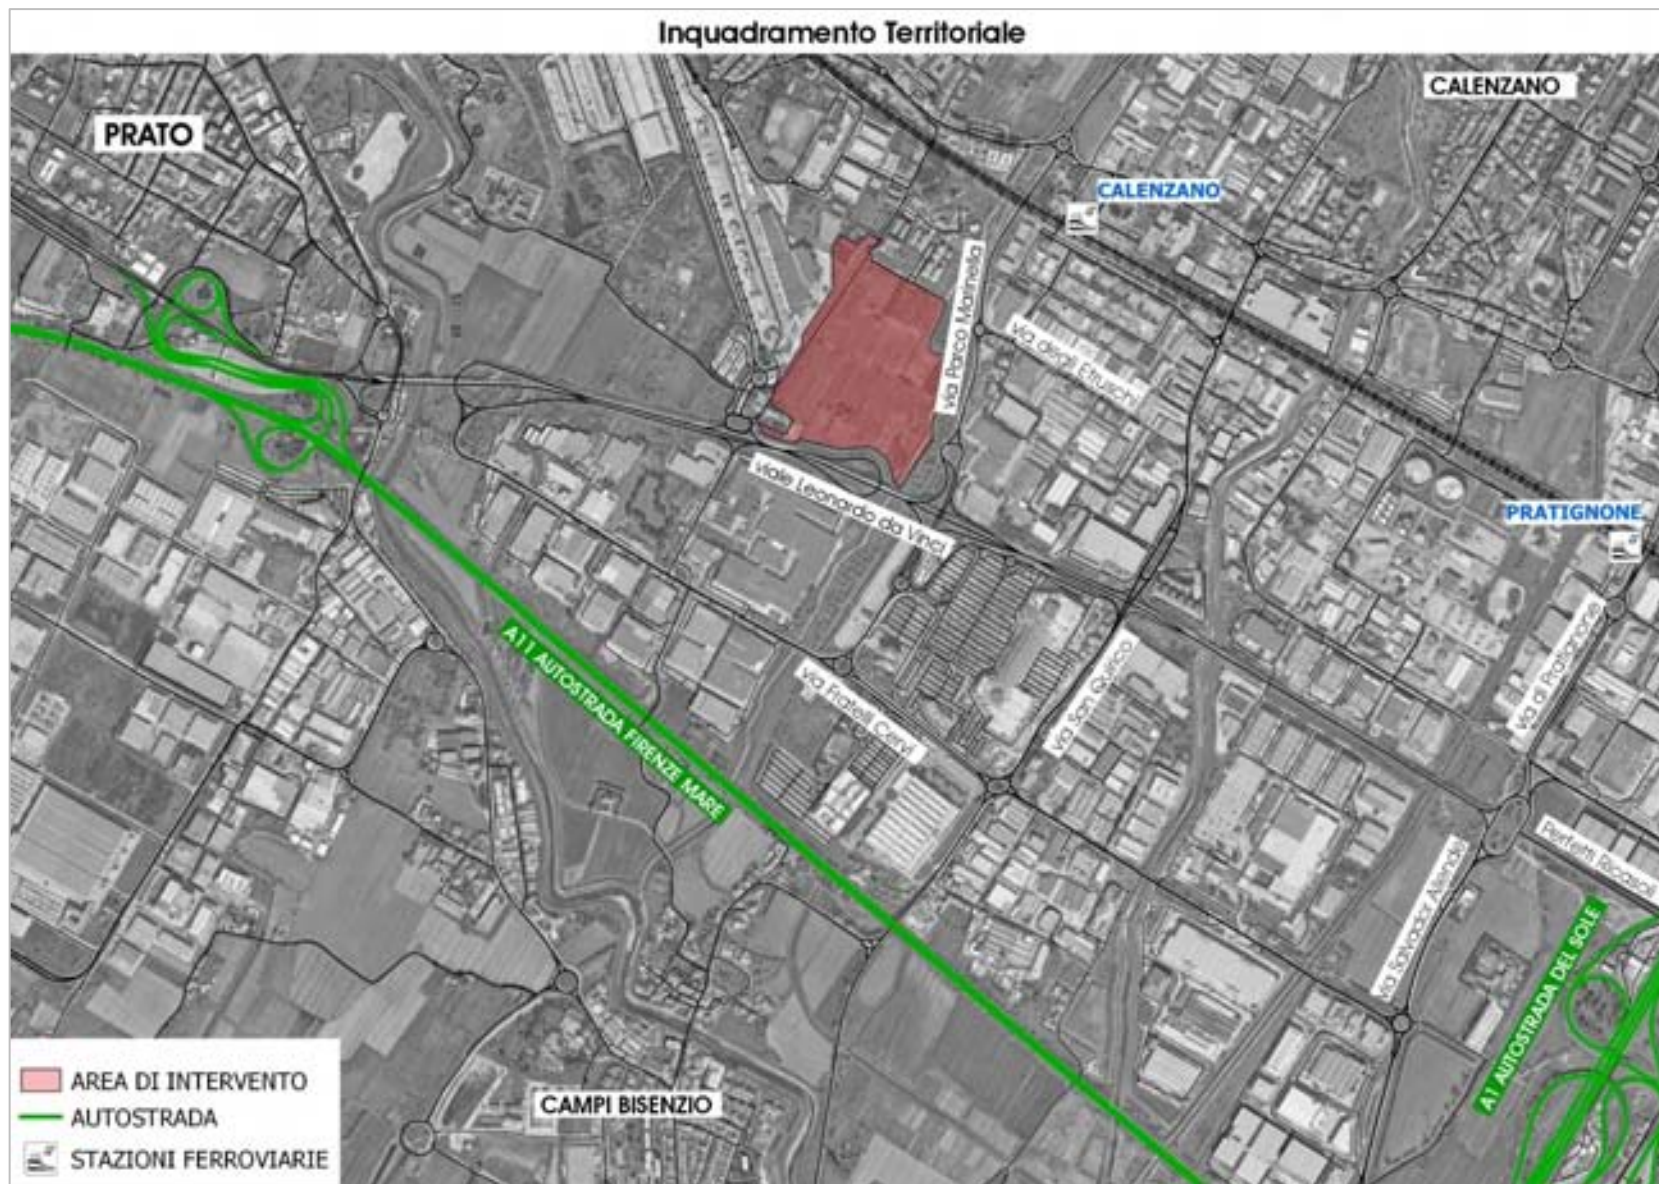 Inquadramento Territoriale
CALENZANO
PRATO
CALENZANO
via Parco Marinella
via degli Etruschi
viale Leonardo da Vinci
PRATIGNONE
via di Pratignone
A11 AUTOSTRADA FIRENZE MARE
via San Quirico
via Fratelli Cervi
Perfetti Ricasoli
via Salvador Allende
A1 AUTOSTRADA DEL SOLE
CAMPI BISENZIO
AREA DI INTERVENTO
AUTOSTRADA
STAZIONI FERROVIARIE